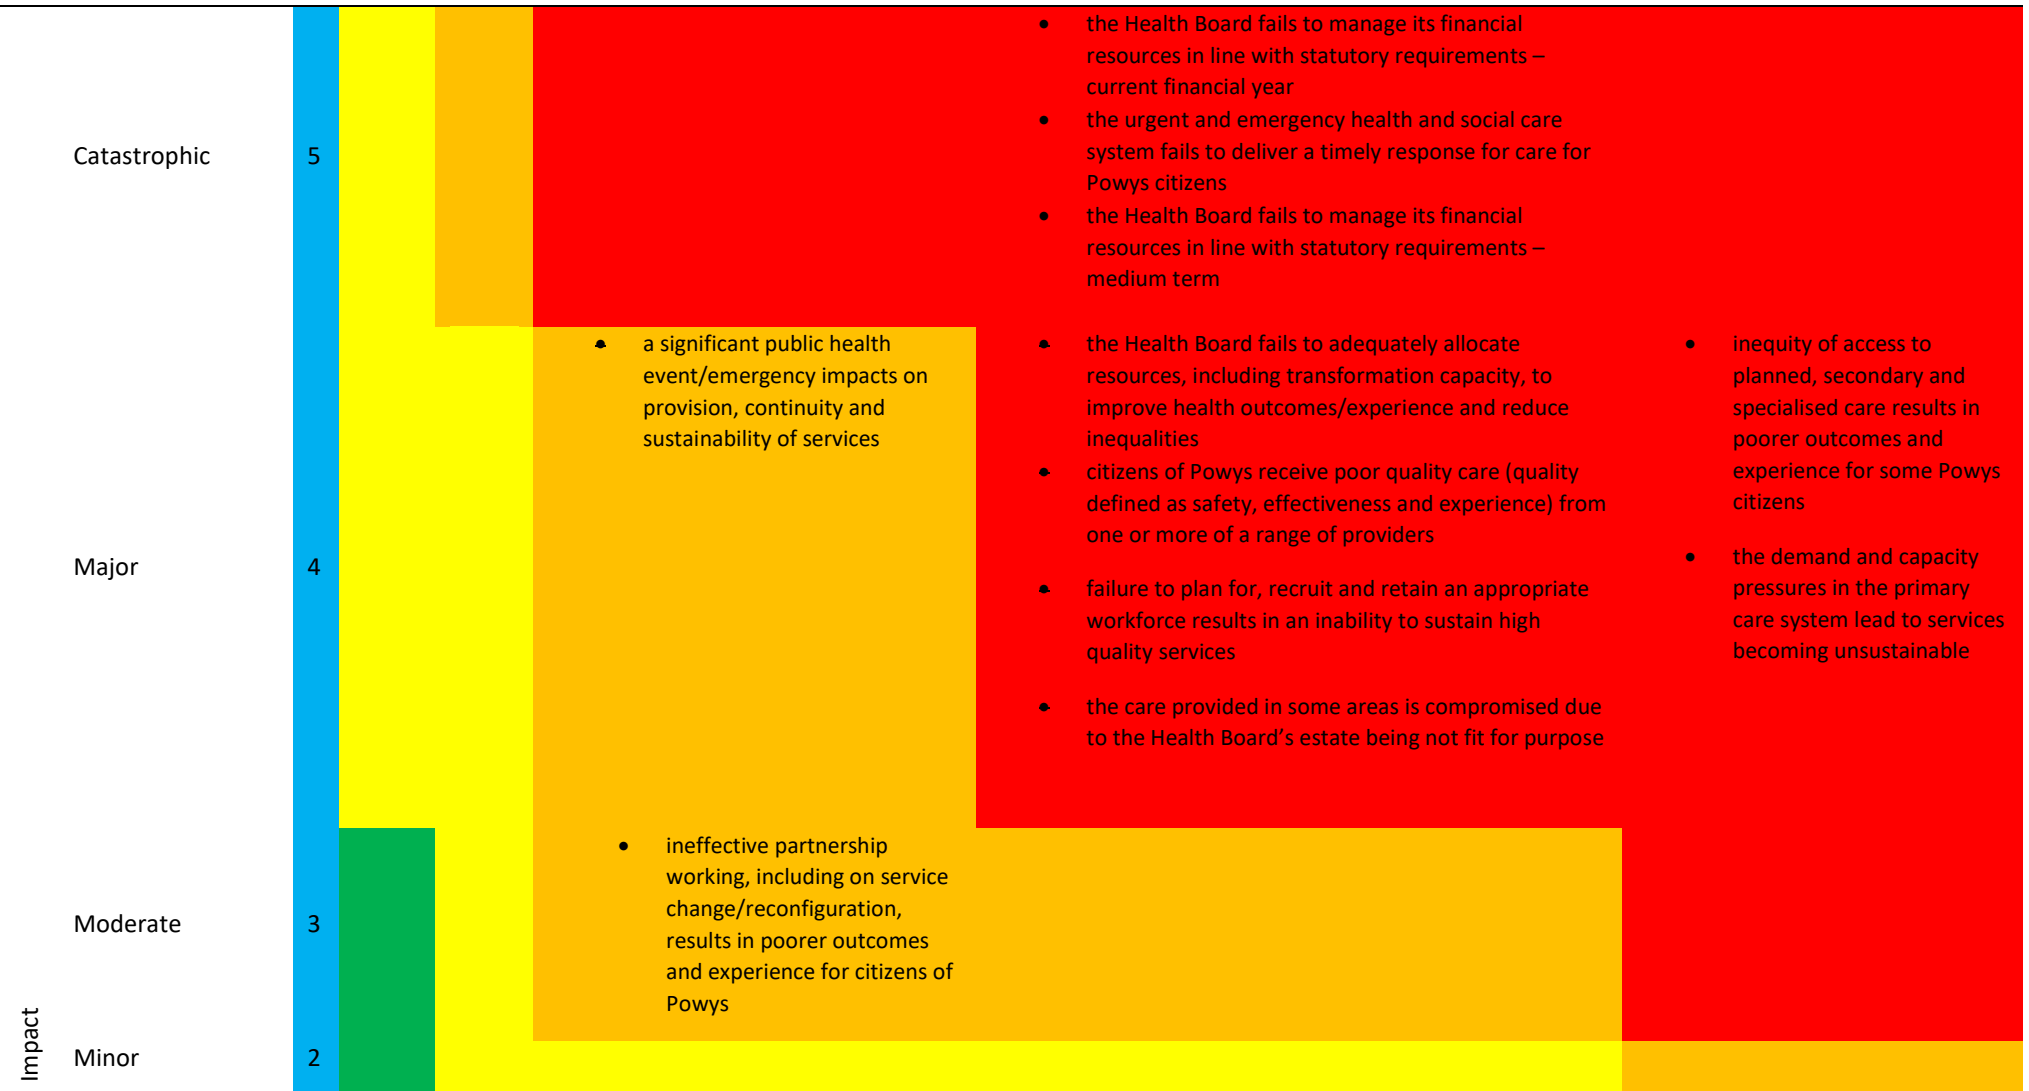 Catastrophic
5
• the Health Board fails to manage its financial
resources in line with statutory requirements –
current financial year
• the urgent and emergency health and social care
system fails to deliver a timely response for care for
Powys citizens
• the Health Board fails to manage its financial
resources in line with statutory requirements –
medium term
Major
4
• a significant public health
event/emergency impacts on
provision, continuity and
sustainability of services
• the Health Board fails to adequately allocate
resources, including transformation capacity, to
improve health outcomes/experience and reduce
inequalities
• citizens of Powys receive poor quality care (quality
defined as safety, effectiveness and experience) from
one or more of a range of providers
• failure to plan for, recruit and retain an appropriate
workforce results in an inability to sustain high
quality services
• the care provided in some areas is compromised due
to the Health Board’s estate being not fit for purpose
• inequity of access to
planned, secondary and
specialised care results in
poorer outcomes and
experience for some Powys
citizens
• the demand and capacity
pressures in the primary
care system lead to services
becoming unsustainable
Moderate
3
• ineffective partnership
working, including on service
change/reconfiguration,
results in poorer outcomes
and experience for citizens of
Powys
Impact
Minor
2